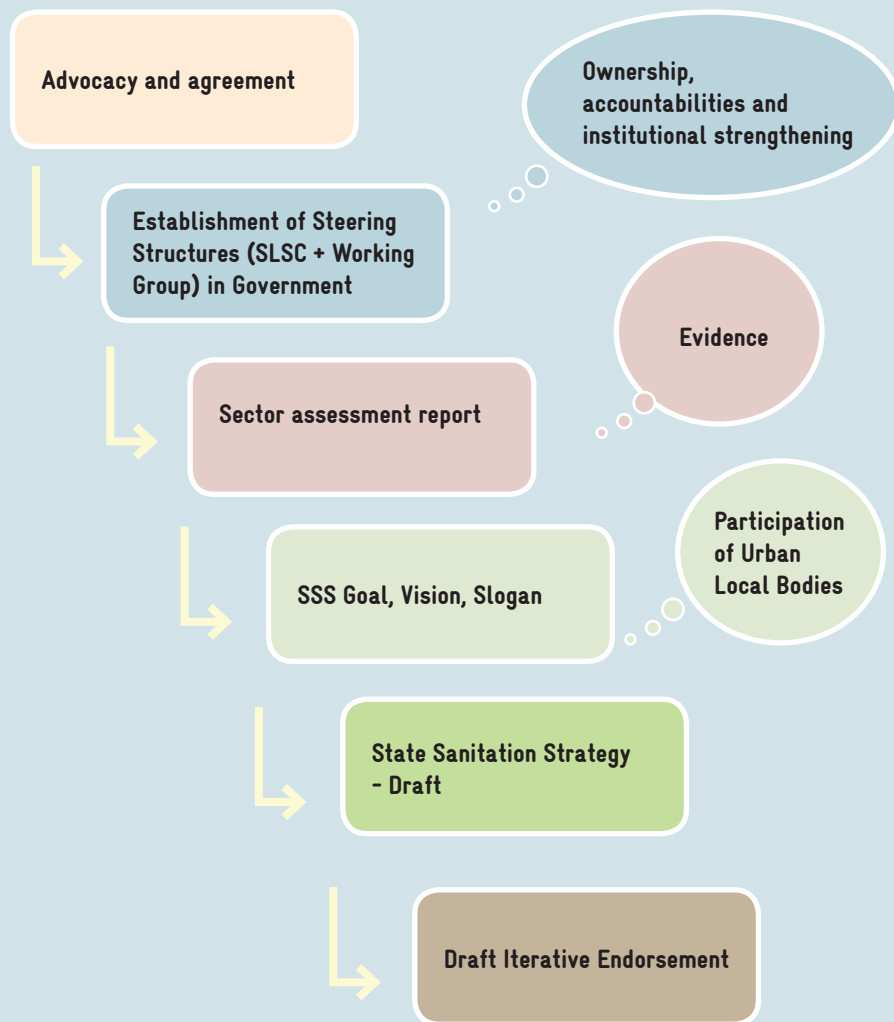 Advocacy and agreement
Ownership,
accountabilities and
institutional strengthening
Establishment of Steering
Structures (SLSC + Working
Group) in Government
Evidence
Sector assessment report
Participation
of Urban
Local Bodies
SSS Goal, Vision, Slogan
State Sanitation Strategy
- Draft
Draft Iterative Endorsement